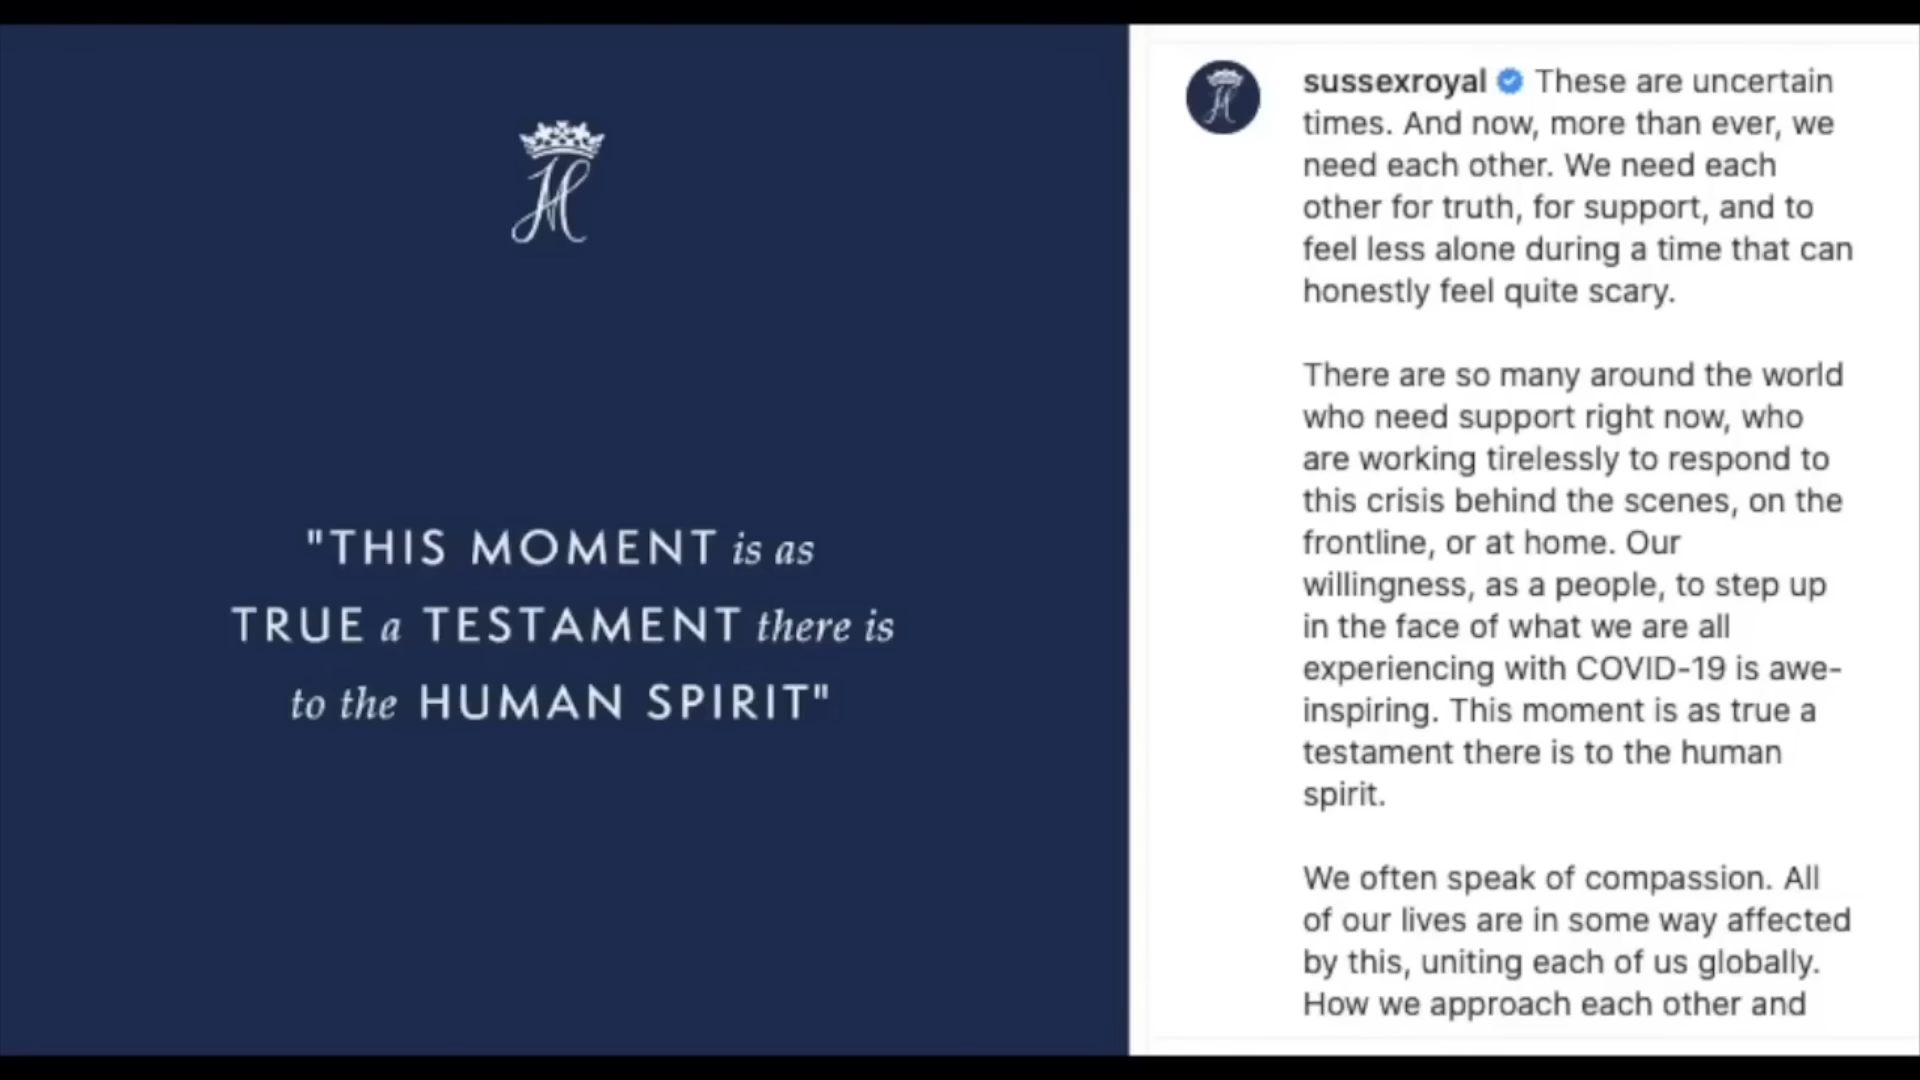 "THIS MOMENT is as
TRUE a TESTAMENT there is
to the HUMAN SPIRIT"
sussexroyal These are uncertain
times. And now, more than ever, we
need each other. We need each
other for truth, for support, and to
feel less alone during a time that can
honestly feel quite scary.
There are so many around the world
who need support right now, who
are working tirelessly to respond to
this crisis behind the scenes, on the
frontline, or at home. Our
willingness, as a people, to step up
in the face of what we are all
experiencing with COVID-19 is awe-
inspiring. This moment is as true a
testament there is to the human
spirit.
We often speak of compassion. All
of our lives are in some way affected
by this, uniting each of us globally.
How we approach each other and